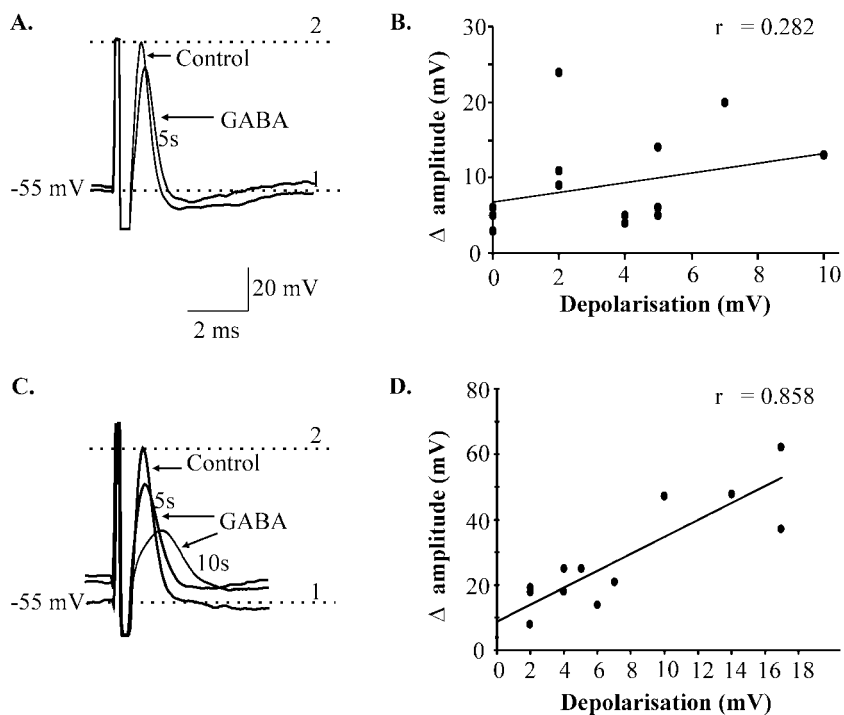 A.
2
Control
GABA
5s
-55 mV
1
20 mV
2 ms
B.
r = 0.282
Δ amplitude (mV)
30
20
10
0
0 2 4 6 8 10
Depolarisation (mV)
C.
2
Control
5s
GABA
10s
-55 mV
1
D.
r = 0.858
Δ amplitude (mV)
80
60
40
20
0
0 2 4 6 8 10 12 14 16 18
Depolarisation (mV)